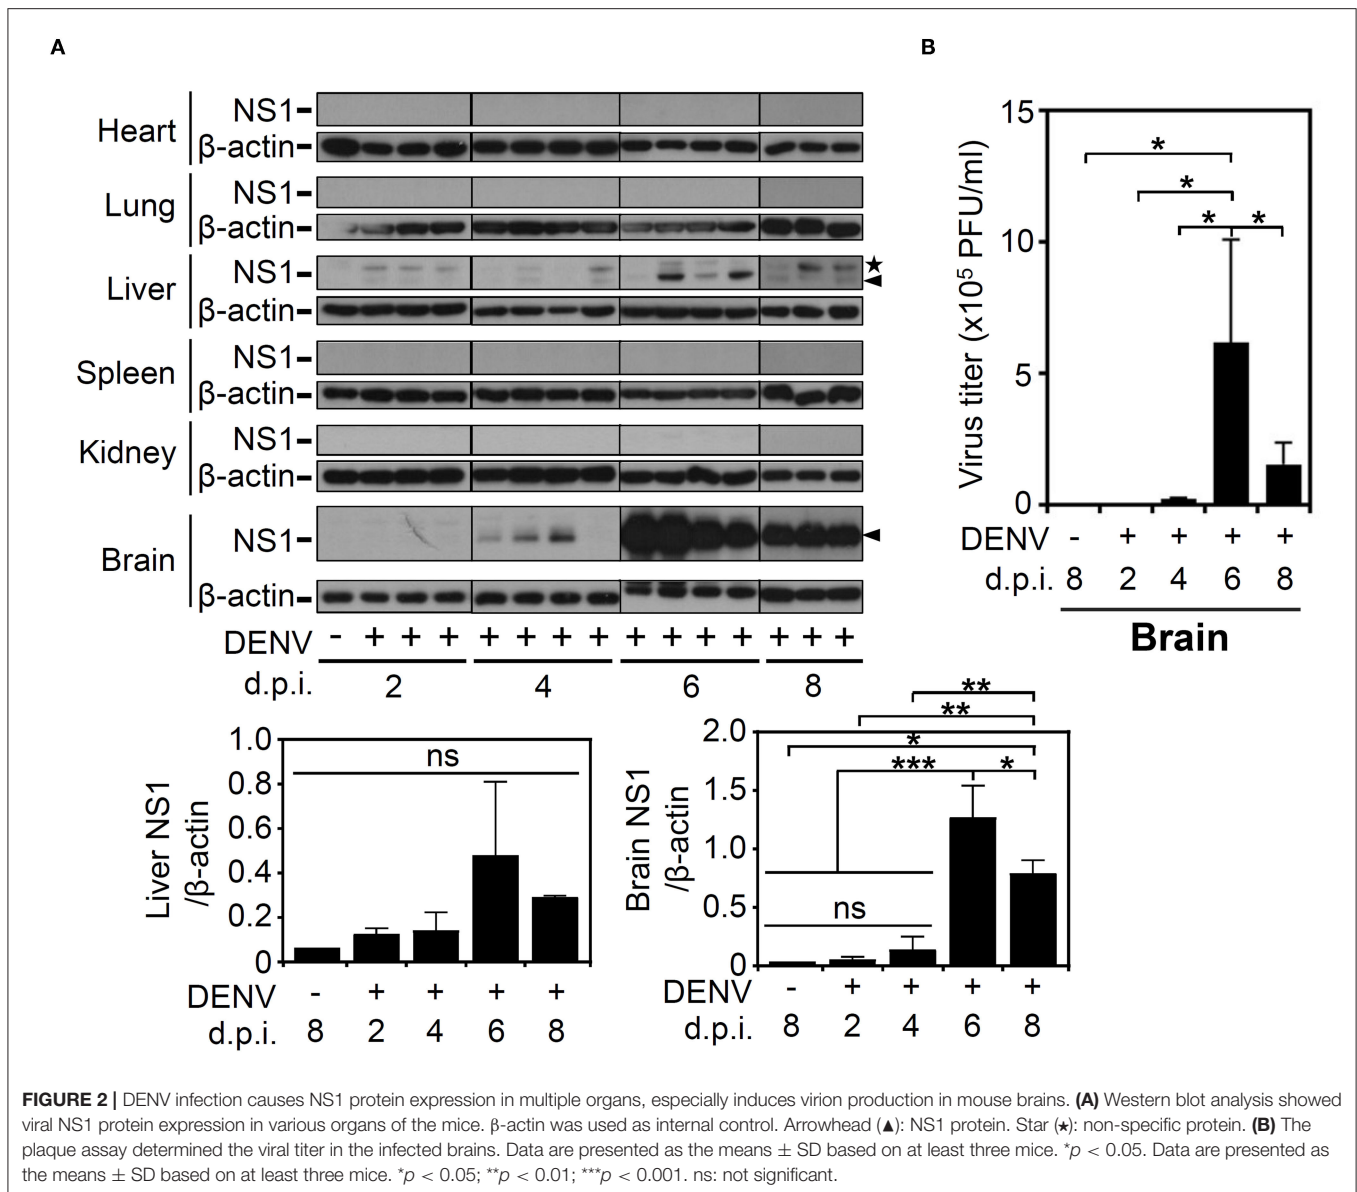 A
Heart
NS1
β-actin
Lung
NS1
β-actin
Liver
NS1
★
◄
β-actin
Spleen
NS1
β-actin
Kidney
NS1
β-actin
Brain
NS1
◄
β-actin
DENV - + + + + + + + + + + + + + +
d.p.i. 2 4 6 8
1.0
0.8
0.6
0.4
0.2
0
Liver NS1
/β-actin
ns
DENV - + + + +
d.p.i. 8 2 4 6 8
2.0
1.5
1.0
0.5
0
Brain NS1
/β-actin
**
**
*
*** *
ns
DENV - + + + +
d.p.i. 8 2 4 6 8
B
15
10
5
0
Virus titer (x10⁵ PFU/ml)
*
*
* *
DENV - + + + +
d.p.i. 8 2 4 6 8
Brain
FIGURE 2 | DENV infection causes NS1 protein expression in multiple organs, especially induces virion production in mouse brains. (A) Western blot analysis showed
viral NS1 protein expression in various organs of the mice. β-actin was used as internal control. Arrowhead (▲): NS1 protein. Star (★): non-specific protein. (B) The
plaque assay determined the viral titer in the infected brains. Data are presented as the means ± SD based on at least three mice. *p < 0.05. Data are presented as
the means ± SD based on at least three mice. *p < 0.05; **p < 0.01; ***p < 0.001. ns: not significant.